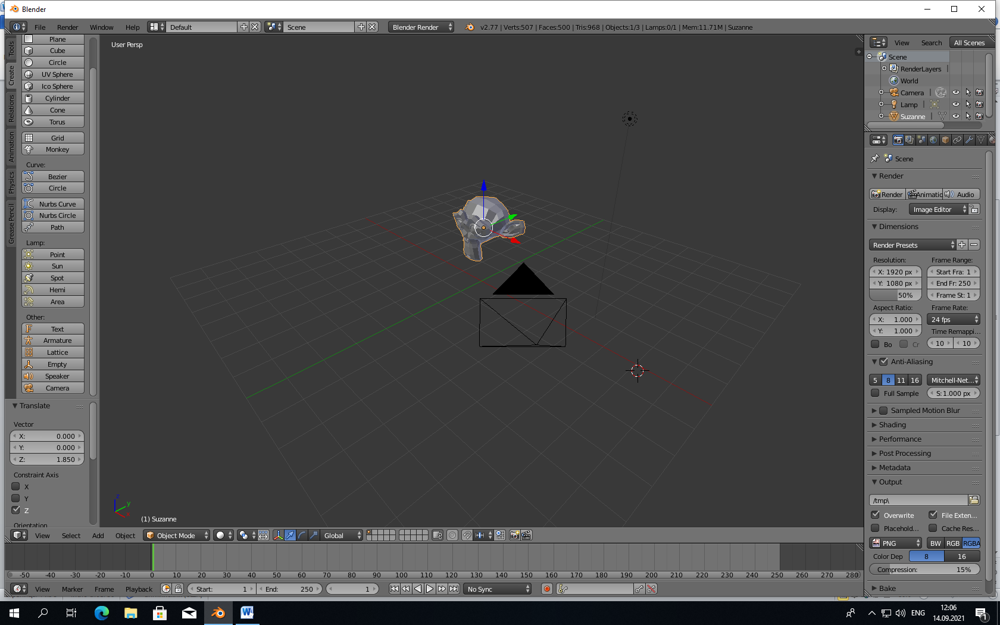 Blender
File Render Window Help Default Scene Blender Render v2.77 | Verts:507 | Faces:500 | Tris:968 | Objects:1/3 | Lamps:0/1 | Mem:11.71M | Suzanne
User Persp
Tools
Create
Relations
Animation
Physics
Grease Pencil
Plane
Cube
Circle
UV Sphere
Ico Sphere
Cylinder
Cone
Torus
Grid
Monkey
Curve:
Bezier
Circle
Nurbs Curve
Nurbs Circle
Path
Lamp:
Point
Sun
Spot
Hemi
Area
Other:
Text
Armature
Lattice
Empty
Speaker
Camera
Translate
Vector
X: 0.000
Y: 0.000
Z: 1.850
Constraint Axis
X
Y
Z
Orientation
z
y
x
(1) Suzanne
View Select Add Object Object Mode Global
-50 -40 -30 -20 -10 0 10 20 30 40 50 60 70 80 90 100 110 120 130 140 150 160 170 180 190 200 210 220 230 240 250 260 270 280
View Marker Frame Playback Start: 1 End: 250 1 No Sync
View Search All Scenes
Scene
RenderLayers
World
Camera
Lamp
Suzanne
Scene
Render
Render Animatic Audio
Display: Image Editor
Dimensions
Render Presets
Resolution: Frame Range:
X: 1920 px Start Fra: 1
Y: 1080 px End Fr: 250
50% Frame St: 1
Aspect Ratio: Frame Rate:
X: 1.000 24 fps
Y: 1.000 Time Remappi...
Bo Cr 10 10
Anti-Aliasing
5 8 11 16 Mitchell-Net...
Full Sample S: 1.000 px
Sampled Motion Blur
Shading
Performance
Post Processing
Metadata
Output
/tmp\
Overwrite File Exten...
Placehold... Cache Res...
PNG BW RGB RGBA
Color Dep 8 16
Compression: 15%
Bake
ENG 12:06
14.09.2021
1